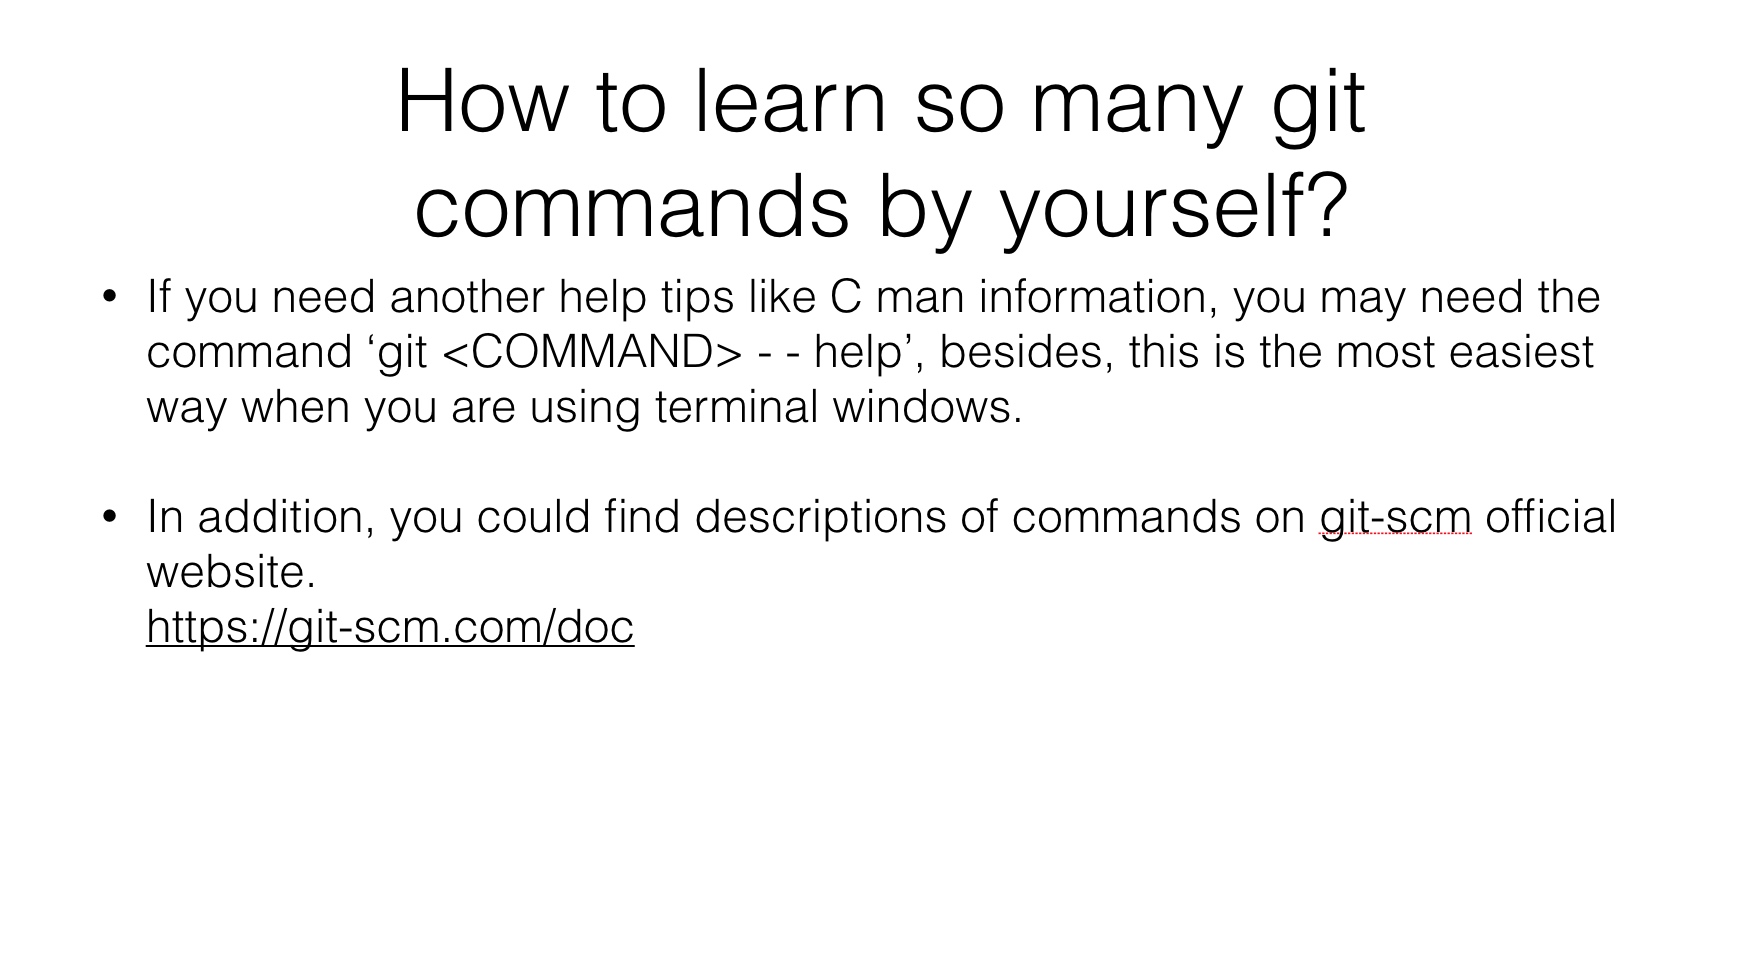 How to learn so many git
commands by yourself?
• If you need another help tips like C man information, you may need the
command ‘git <COMMAND> - - help’, besides, this is the most easiest
way when you are using terminal windows.
• In addition, you could find descriptions of commands on git-scm official
website.
https://git-scm.com/doc